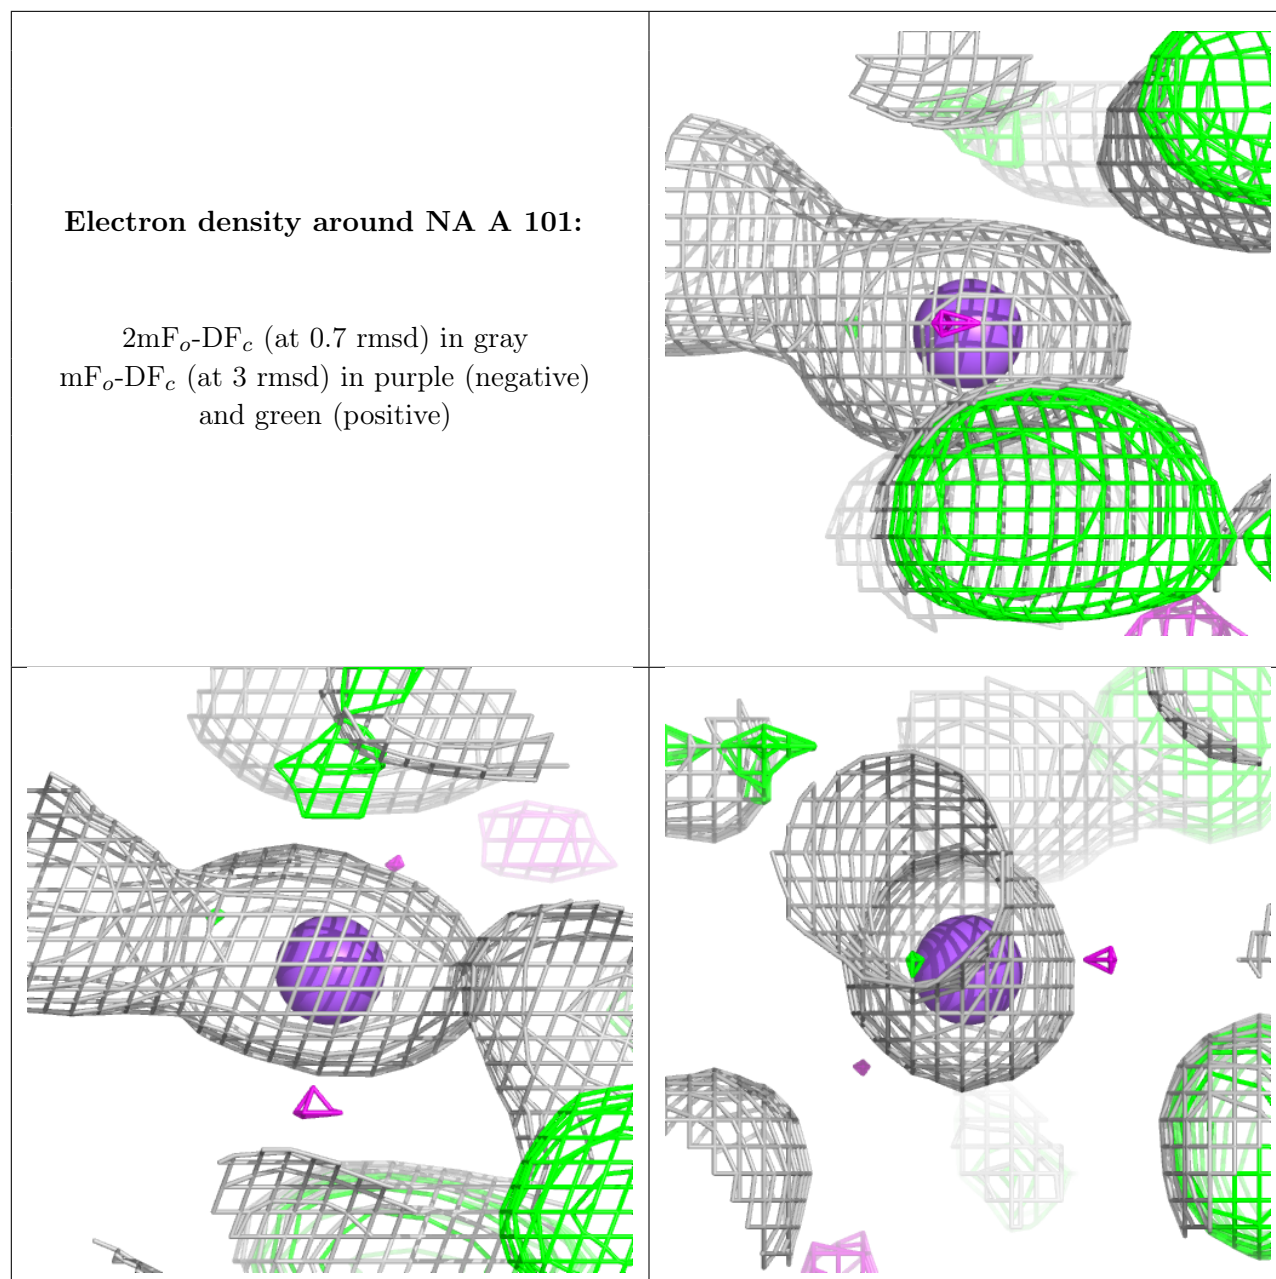 Electron density around NA A 101:
2mFₒ-DF𝒸 (at 0.7 rmsd) in gray
mFₒ-DF𝒸 (at 3 rmsd) in purple (negative)
and green (positive)